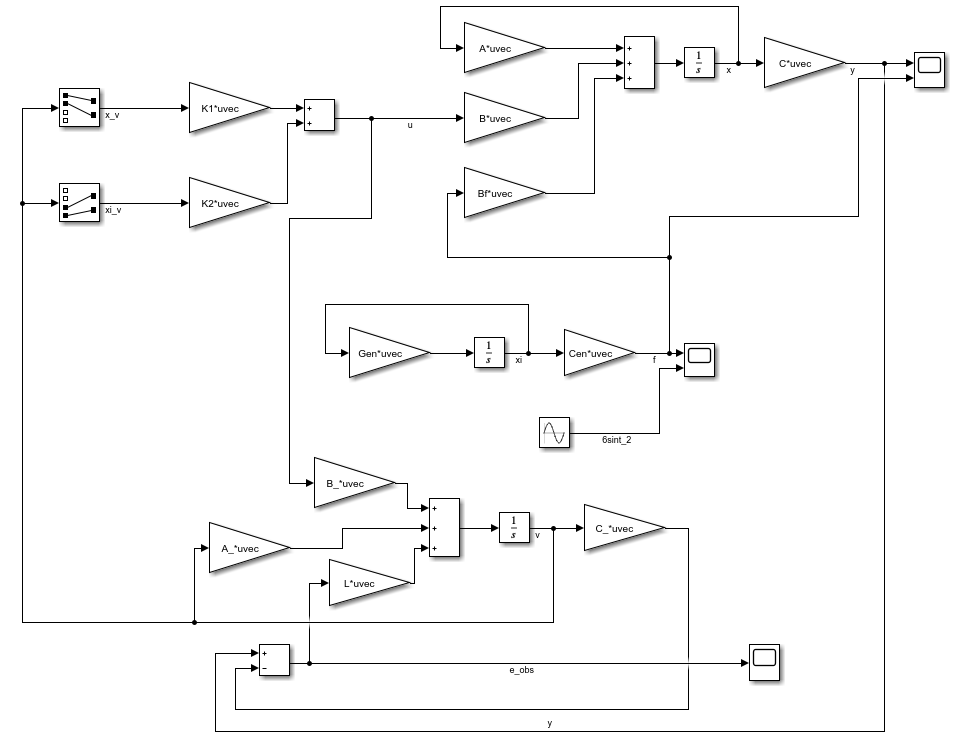 A*uvec
+
+
+
1
s
x
C*uvec
y
x_v
K1*uvec
+
+
u
B*uvec
xi_v
K2*uvec
Bf*uvec
Gen*uvec
1
s
xi
Cen*uvec
f
6sint_2
B_*uvec
+
+
+
1
s
v
C_*uvec
A_*uvec
L*uvec
+
−
e_obs
y